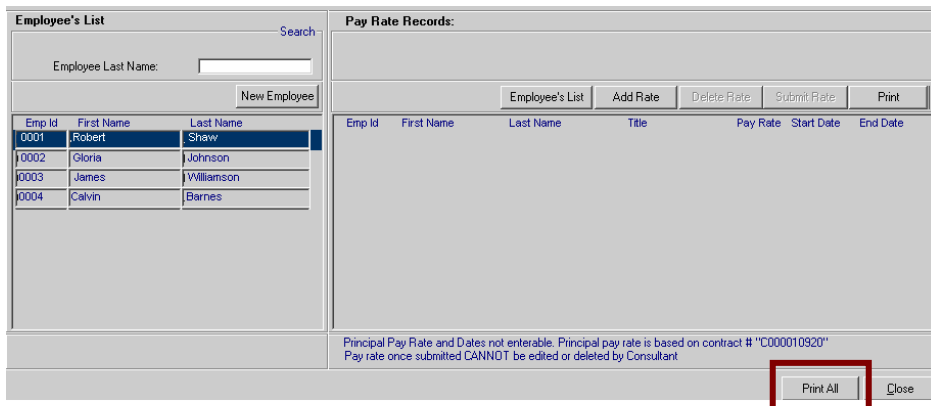 Employee's List
Search
Employee Last Name:
New Employee
Emp Id First Name Last Name
0001 Robert Shaw
0002 Gloria Johnson
0003 James Williamson
0004 Calvin Barnes
Pay Rate Records:
Employee's List Add Rate Delete Rate Submit Rate Print
Emp Id First Name Last Name Title Pay Rate Start Date End Date
Principal Pay Rate and Dates not enterable. Principal pay rate is based on contract # "C000010920"
Pay rate once submitted CANNOT be edited or deleted by Consultant
Print All Close